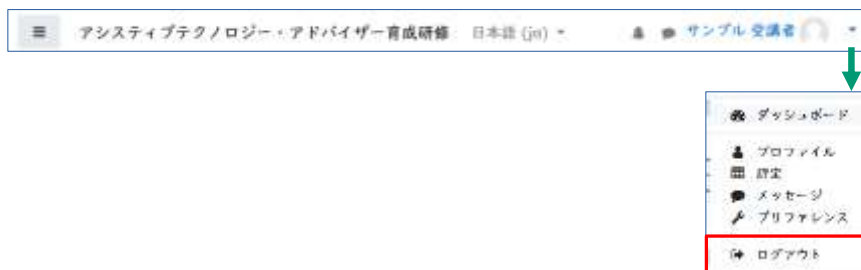 アシスティブテクノロジー・アドバイザー育成研修 日本語 (ja) サンプル 受講者
ダッシュボード
プロファイル
評定
メッセージ
プリファレンス
ログアウト